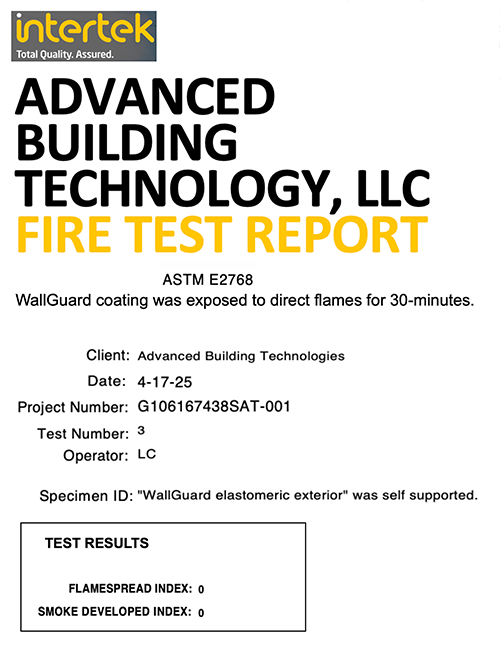 intertek
Total Quality. Assured.
ADVANCED
BUILDING
TECHNOLOGY, LLC
FIRE TEST REPORT
ASTM E2768
WallGuard coating was exposed to direct flames for 30-minutes.
Client: Advanced Building Technologies
Date: 4-17-25
Project Number: G106167438SAT-001
Test Number: 3
Operator: LC
Specimen ID: "WallGuard elastomeric exterior" was self supported.
TEST RESULTS
FLAMESPREAD INDEX: 0
SMOKE DEVELOPED INDEX: 0